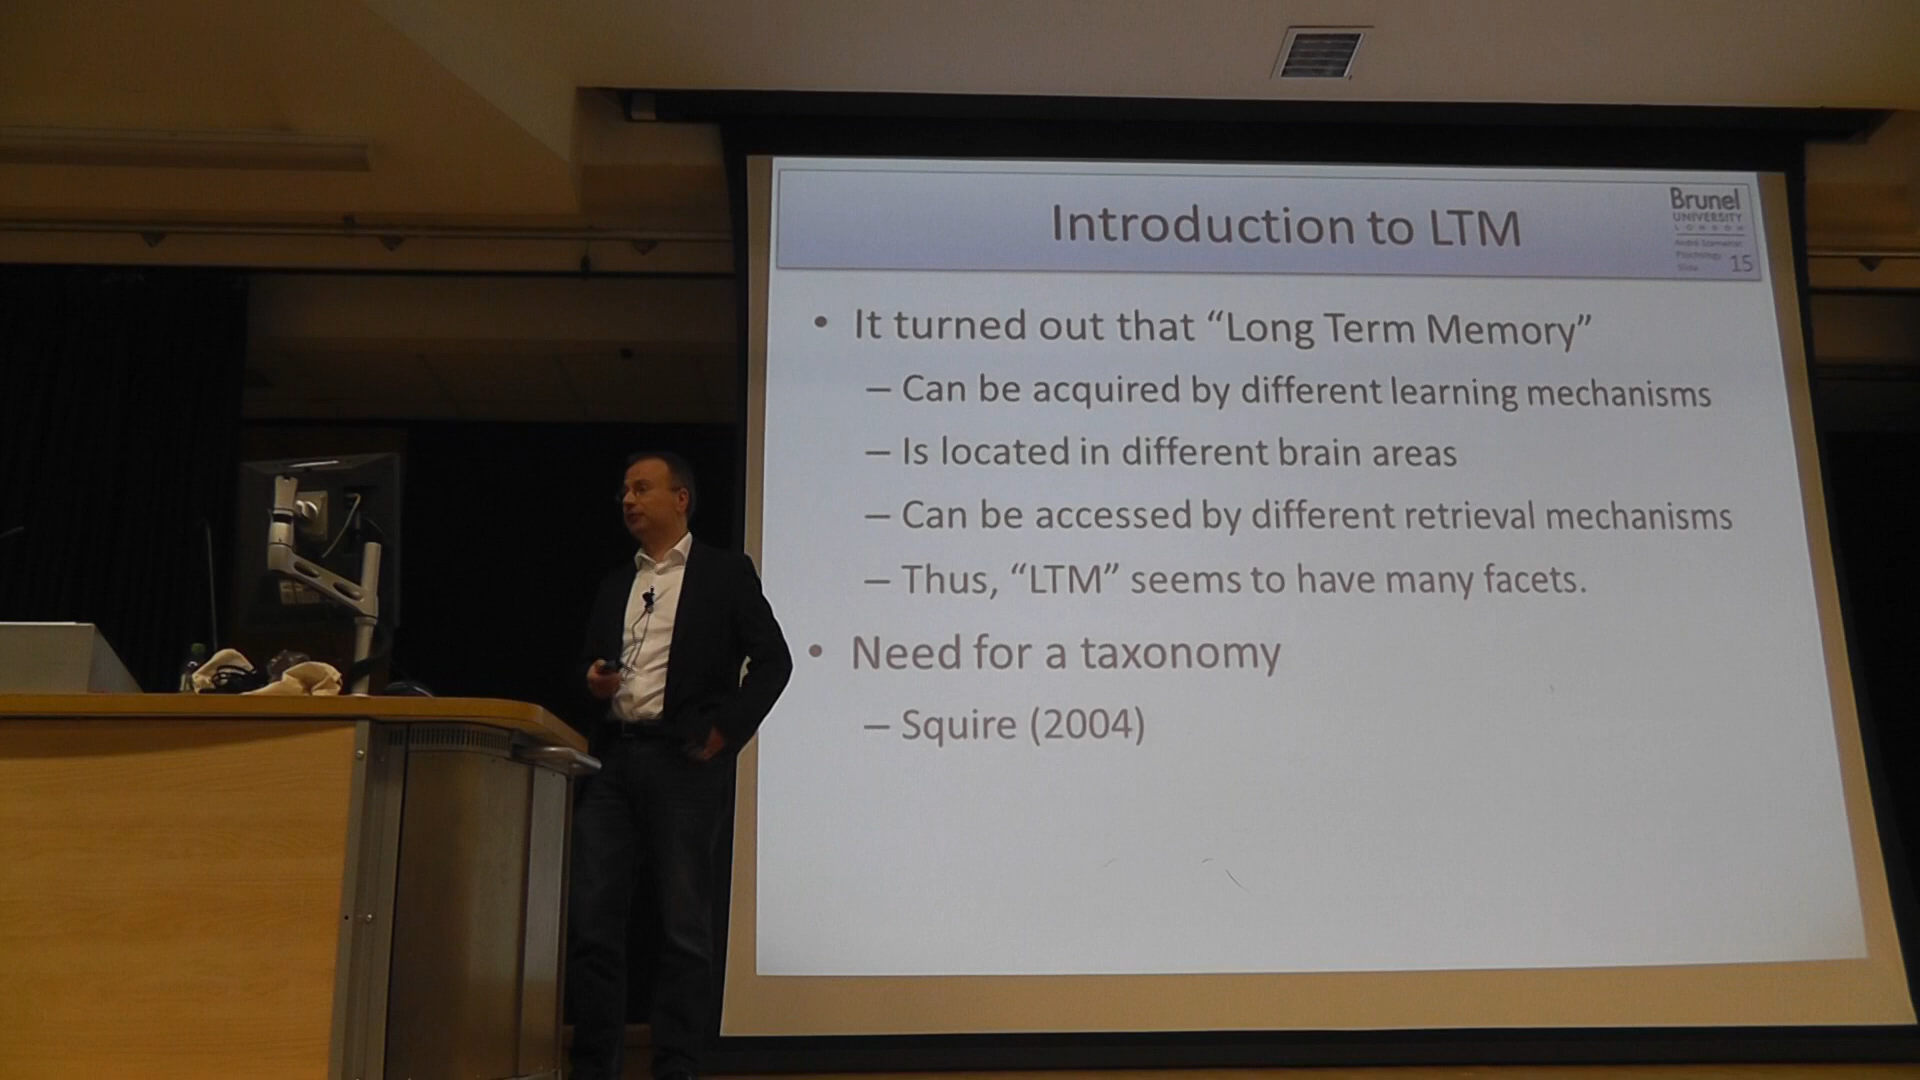 Introduction to LTM
Brunel
UNIVERSITY
LONDON
Psychology
Slide 15
• It turned out that “Long Term Memory”
– Can be acquired by different learning mechanisms
– Is located in different brain areas
– Can be accessed by different retrieval mechanisms
– Thus, “LTM” seems to have many facets.
• Need for a taxonomy
– Squire (2004)